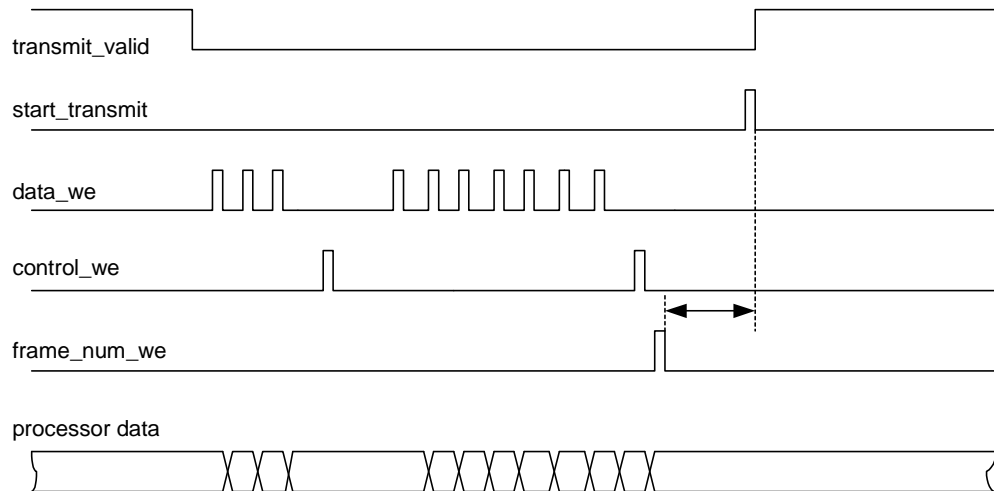 transmit_valid
start_transmit
data_we
control_we
frame_num_we
processor data